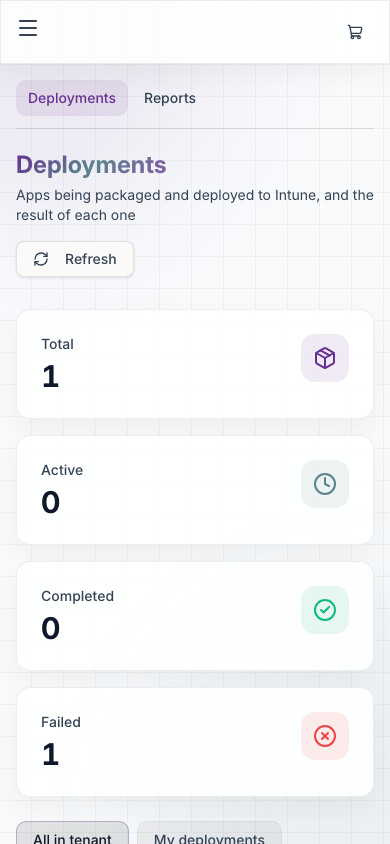 Deployments
Reports
Deployments
Apps being packaged and deployed to Intune, and the
result of each one
Refresh
Total
1
Active
0
Completed
0
Failed
1
All in tenant
My deployments